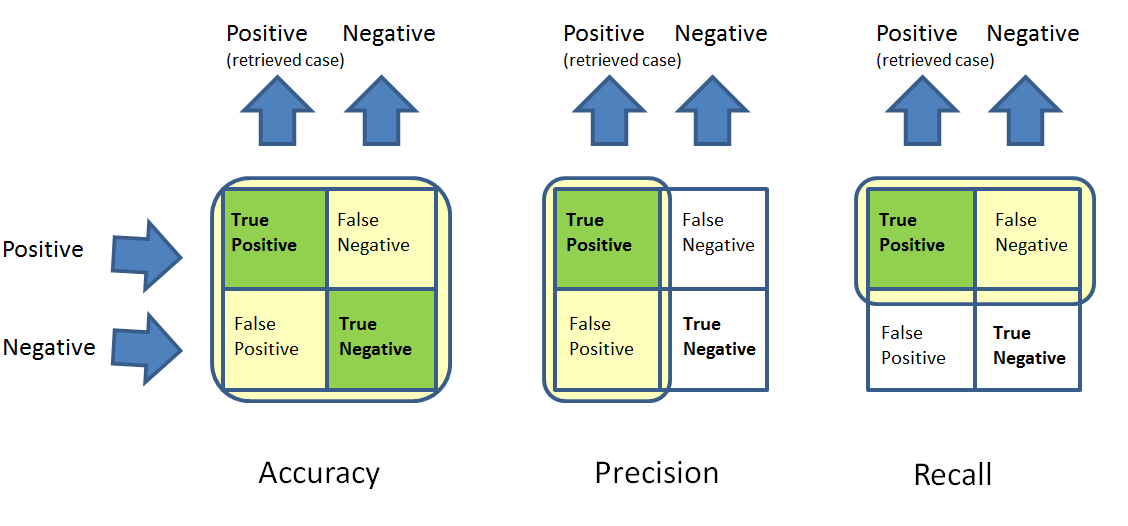 Positive Negative
(retrieved case)
Positive Negative
(retrieved case)
Positive Negative
(retrieved case)
Positive
Negative
True
Positive
False
Negative
False
Positive
True
Negative
True
Positive
False
Negative
False
Positive
True
Negative
True
Positive
False
Negative
False
Positive
True
Negative
Accuracy
Precision
Recall